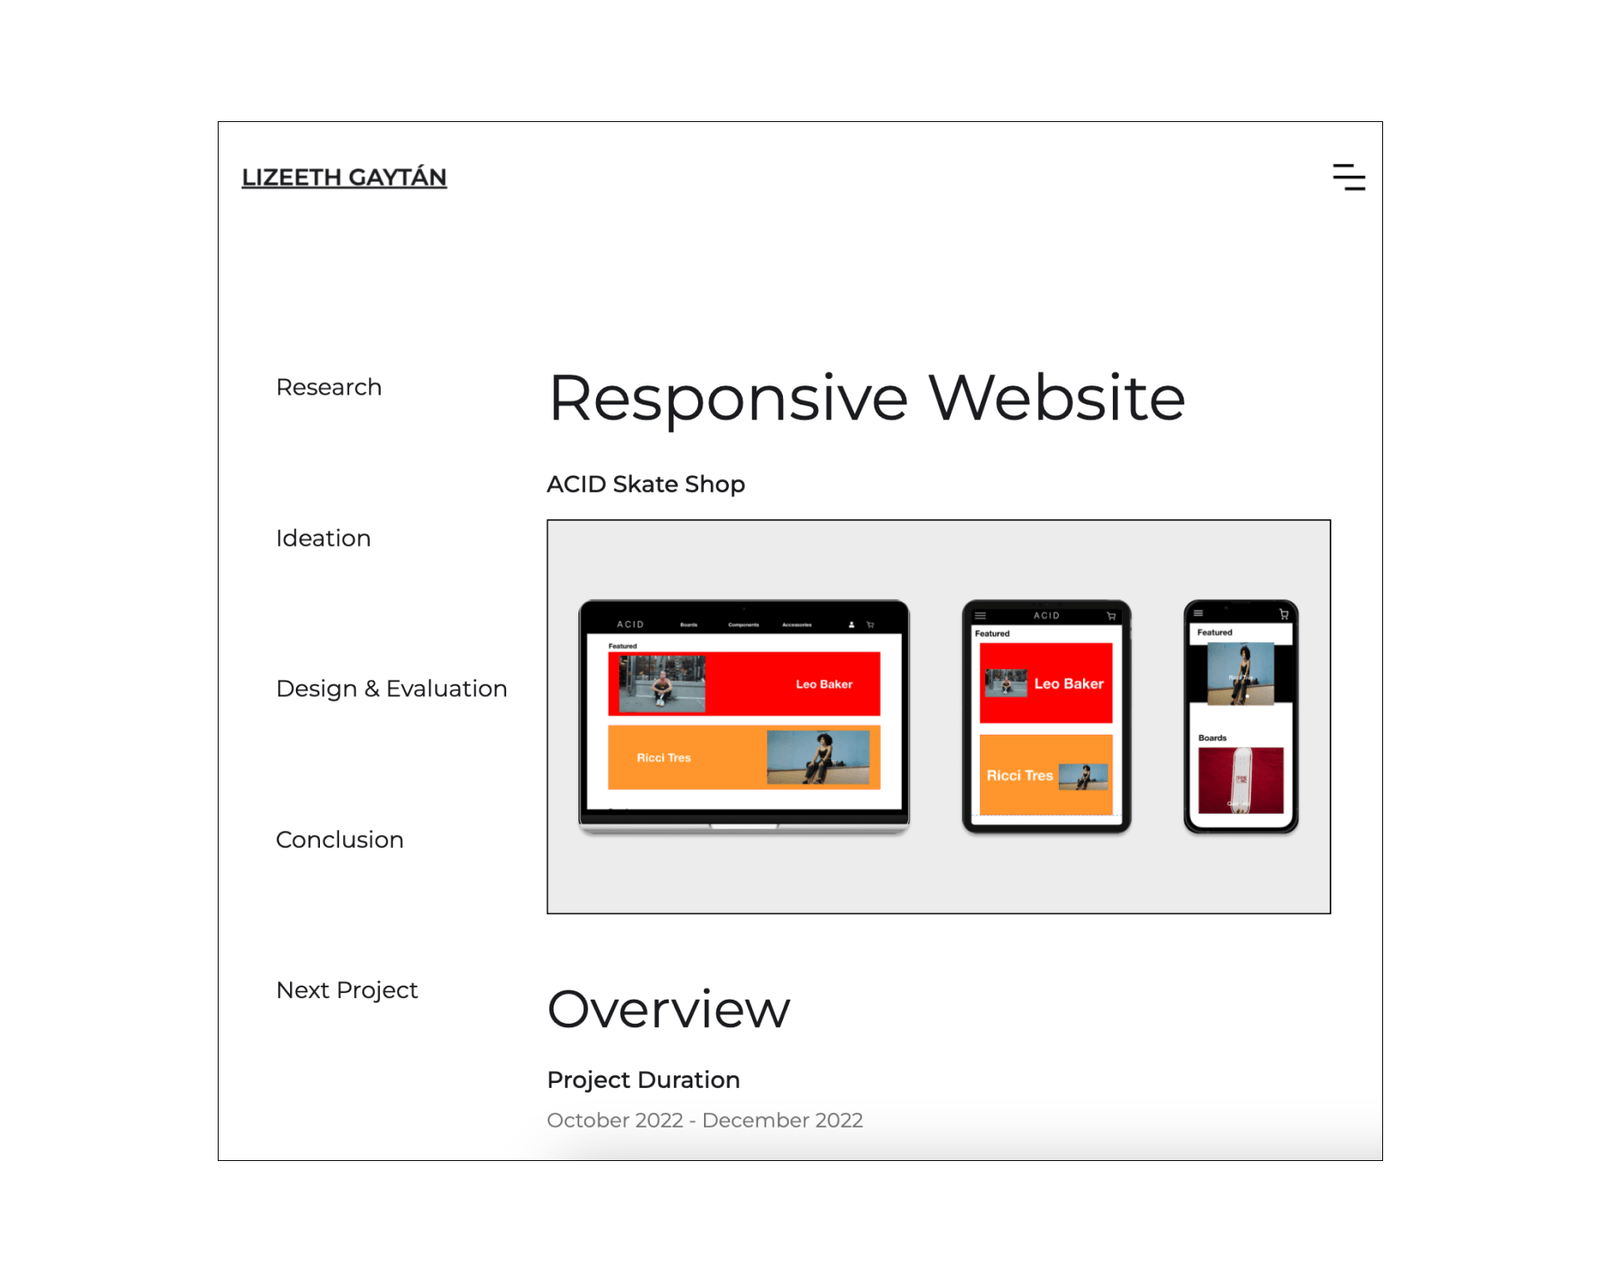 LIZEETH GAYTÁN
Research
Ideation
Design & Evaluation
Conclusion
Next Project
Responsive Website
ACID Skate Shop
ACID
Boards
Components
Accessories
Featured
Leo Baker
Ricci Tres
ACID
Featured
Leo Baker
Ricci Tres
Featured
Boards
Overview
Project Duration
October 2022 - December 2022